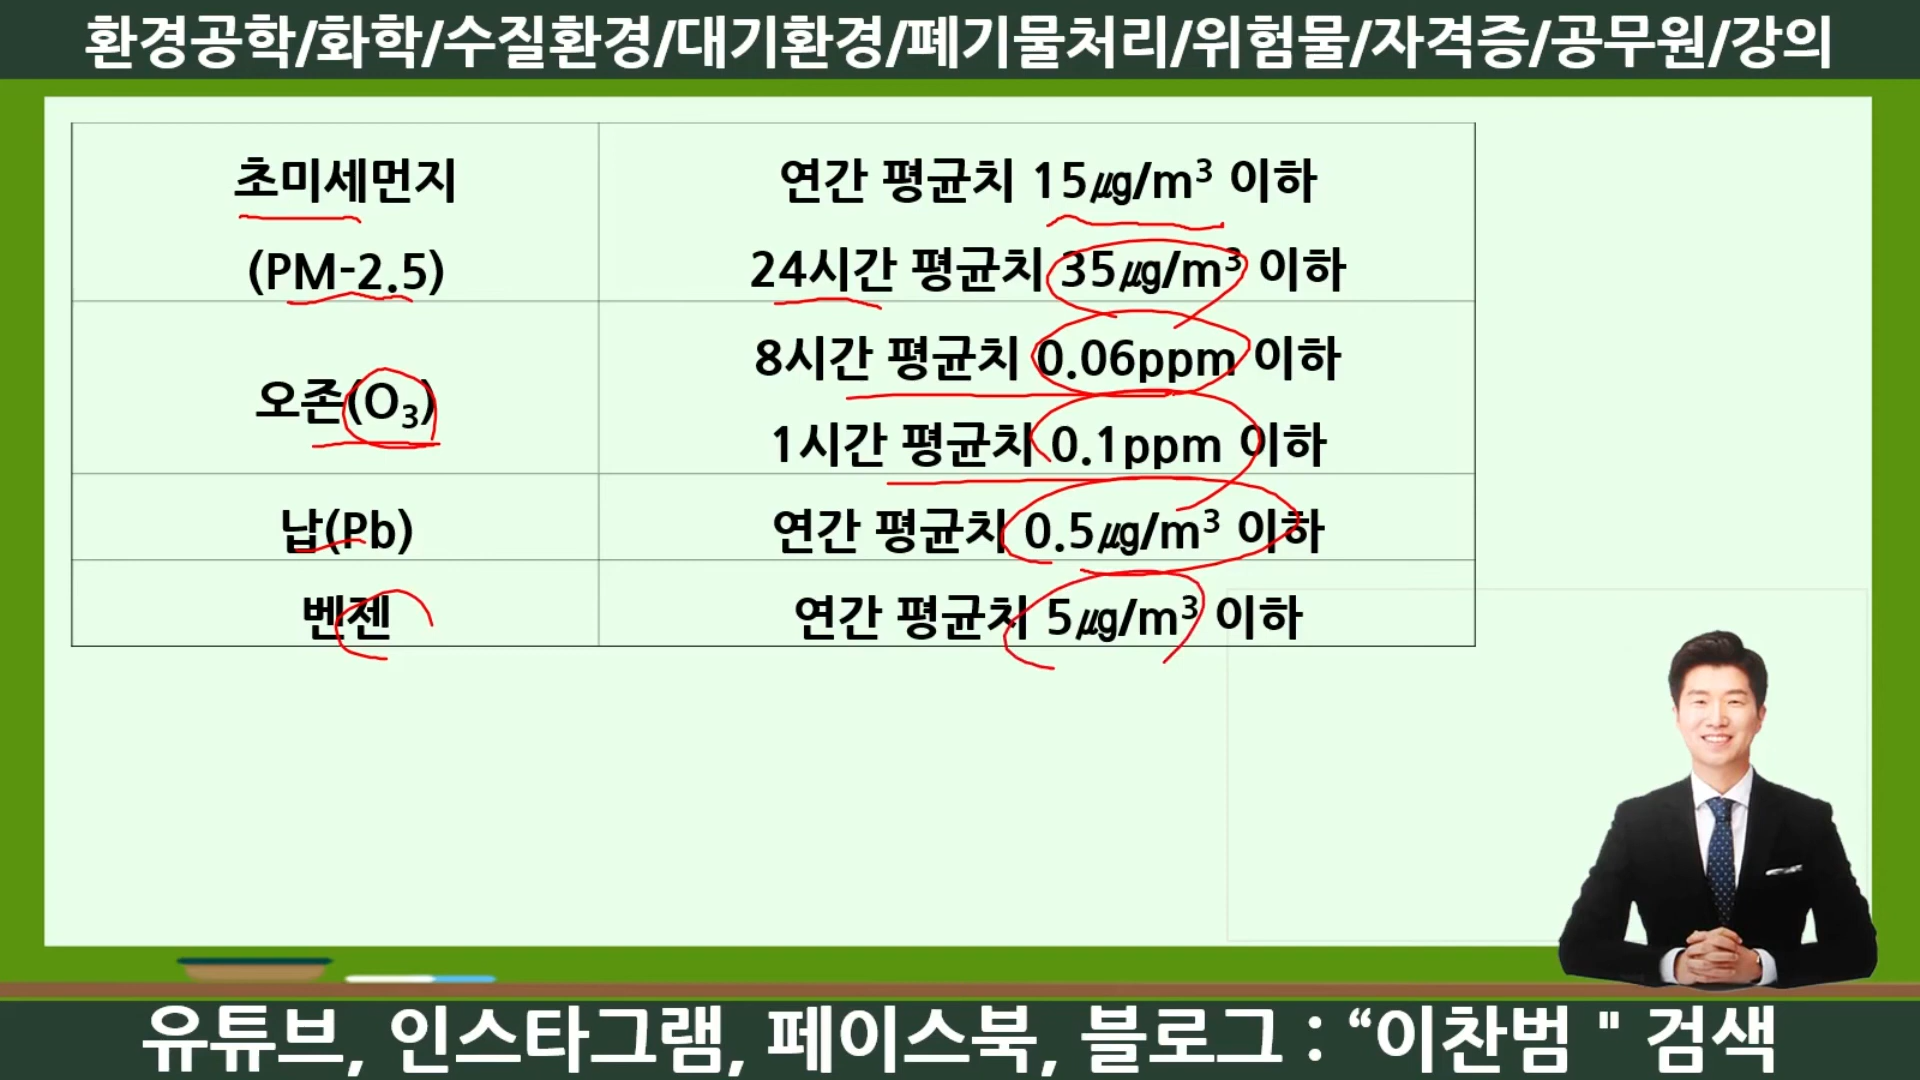 환경공학/화학/수질환경/대기환경/폐기물처리/위험물/자격증/공무원/강의
초미세먼지
(PM-2.5)
연간 평균치 15㎍/m³ 이하
24시간 평균치 35㎍/m³ 이하
오존(O₃)
8시간 평균치 0.06ppm 이하
1시간 평균치 0.1ppm 이하
납(Pb)
연간 평균치 0.5㎍/m³ 이하
벤젠
연간 평균치 5㎍/m³ 이하
유튜브, 인스타그램, 페이스북, 블로그 : “이찬범 " 검색